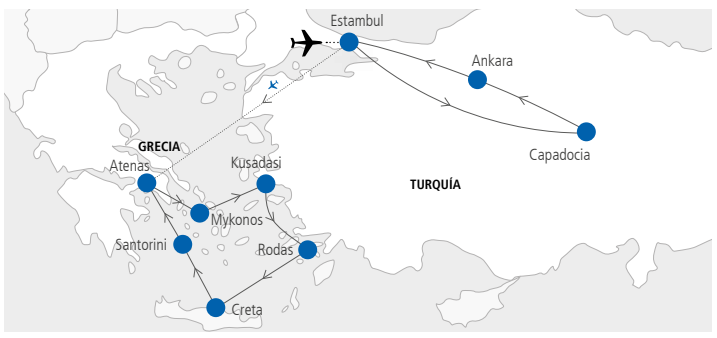 Estambul
Ankara
Capadocia
GRECIA
Atenas
Kusadasi
TURQUÍA
Mykonos
Santorini
Rodas
Creta